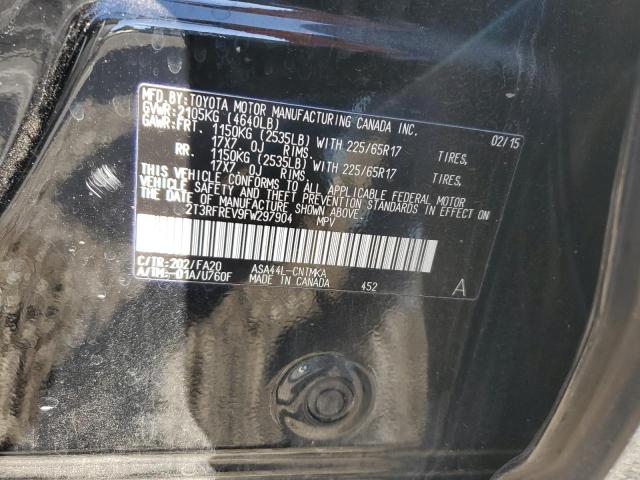 MFD. BY: TOYOTA MOTOR MANUFACTURING CANADA INC.
GVWR: 2105KG (4640LB) 02/15
GAWR: FRT. 1150KG (2535LB) WITH 225/65R17 TIRES,
17X7.0J RIMS
RR. 1150KG (2535LB) WITH 225/65R17 TIRES,
17X7.0J RIMS
THIS VEHICLE CONFORMS TO ALL APPLICABLE FEDERAL MOTOR
VEHICLE SAFETY AND THEFT PREVENTION STANDARDS IN EFFECT ON
THE DATE OF MANUFACTURE SHOWN ABOVE.
2T3RFREV9FW297904 MPV
C/TR: 202/FA20 ASA44L-CNTMKA
A/TM: -01A/U760F MADE IN CANADA 452 A